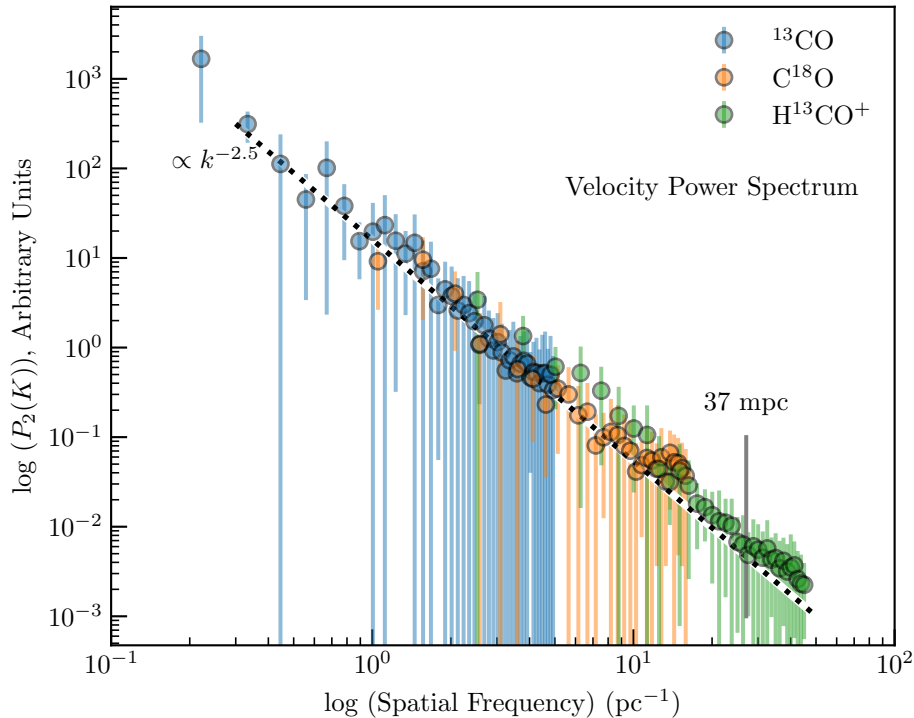 ¹³CO
C¹⁸O
H¹³CO⁺
∝ k⁻²·⁵
Velocity Power Spectrum
37 mpc
log (P₂(K)), Arbitrary Units
10³
10²
10¹
10⁰
10⁻¹
10⁻²
10⁻³
10⁻¹ 10⁰ 10¹ 10²
log (Spatial Frequency) (pc⁻¹)